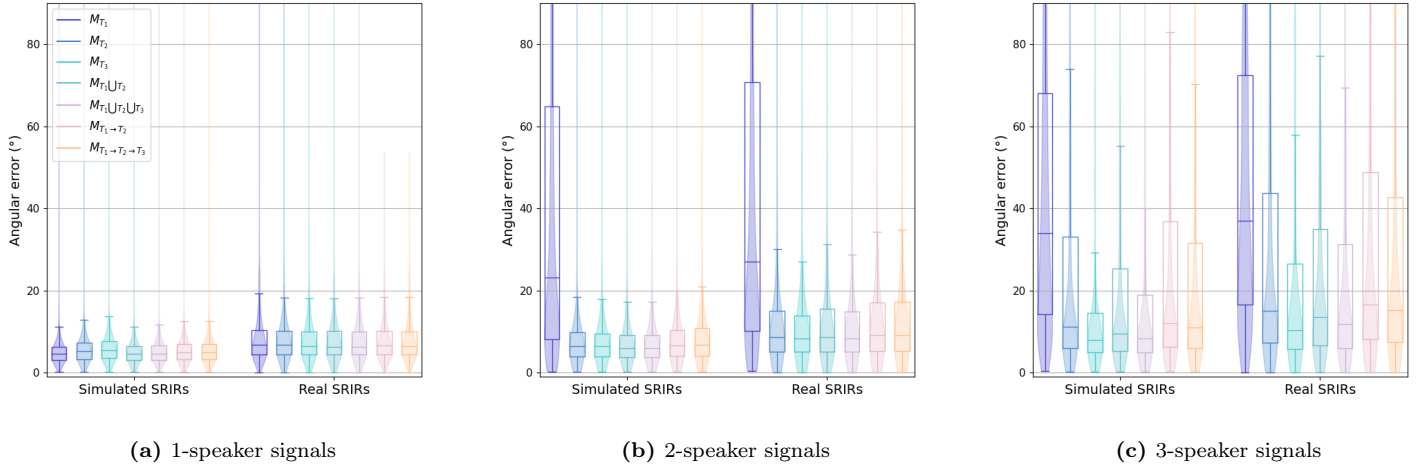 Angular error (°)
80
60
40
20
0
M_{T_1}
M_{T_2}
M_{T_3}
M_{T_1⋃T_2}
M_{T_1⋃T_2⋃T_3}
M_{T_1→T_2}
M_{T_1→T_2→T_3}
Simulated SRIRs Real SRIRs
(a) 1-speaker signals
Angular error (°)
80
60
40
20
0
Simulated SRIRs Real SRIRs
(b) 2-speaker signals
Angular error (°)
80
60
40
20
0
Simulated SRIRs Real SRIRs
(c) 3-speaker signals